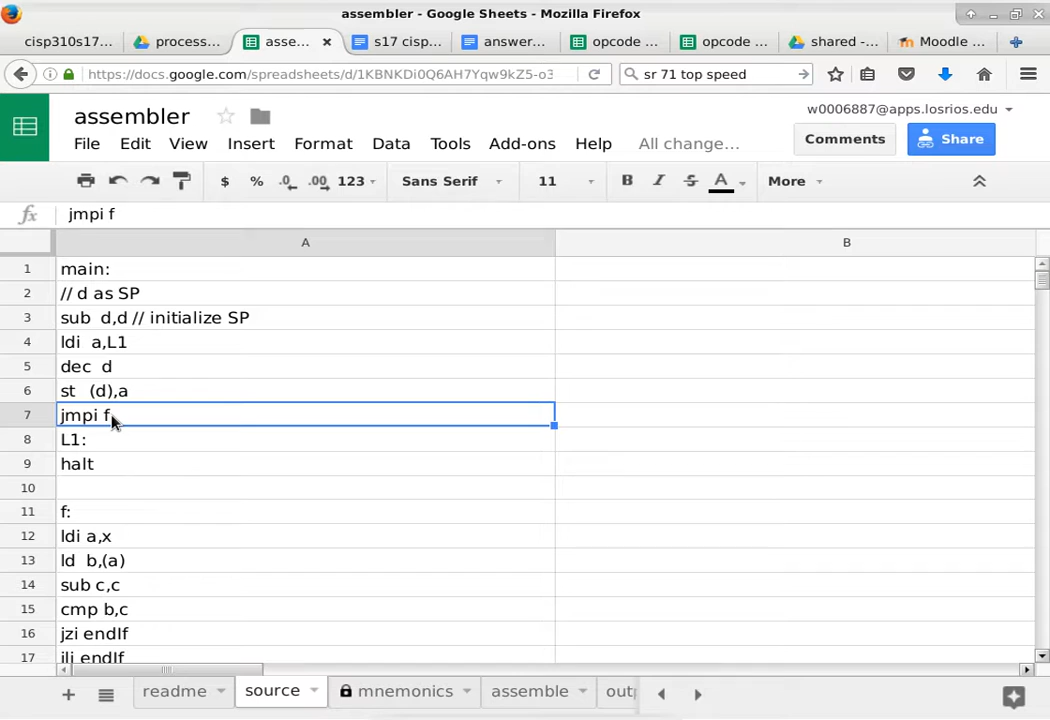 assembler - Google Sheets - Mozilla Firefox
cisp310s17... process... asse... s17 cisp... answer... opcode ... opcode ... shared -... Moodle ...
https://docs.google.com/spreadsheets/d/1KBNKDi0Q6AH7Yqw9kZ5-o3 sr 71 top speed
assembler w0006887@apps.losrios.edu
File Edit View Insert Format Data Tools Add-ons Help All change... Comments Share
$ % .0 .00 123 Sans Serif 11 B I S A More
fx jmpi f
A B
1 main:
2 // d as SP
3 sub d,d // initialize SP
4 ldi a,L1
5 dec d
6 st (d),a
7 jmpi f
8 L1:
9 halt
10
11 f:
12 ldi a,x
13 ld b,(a)
14 sub c,c
15 cmp b,c
16 jzi endIf
17 jli endIf
+ readme source mnemonics assemble outp